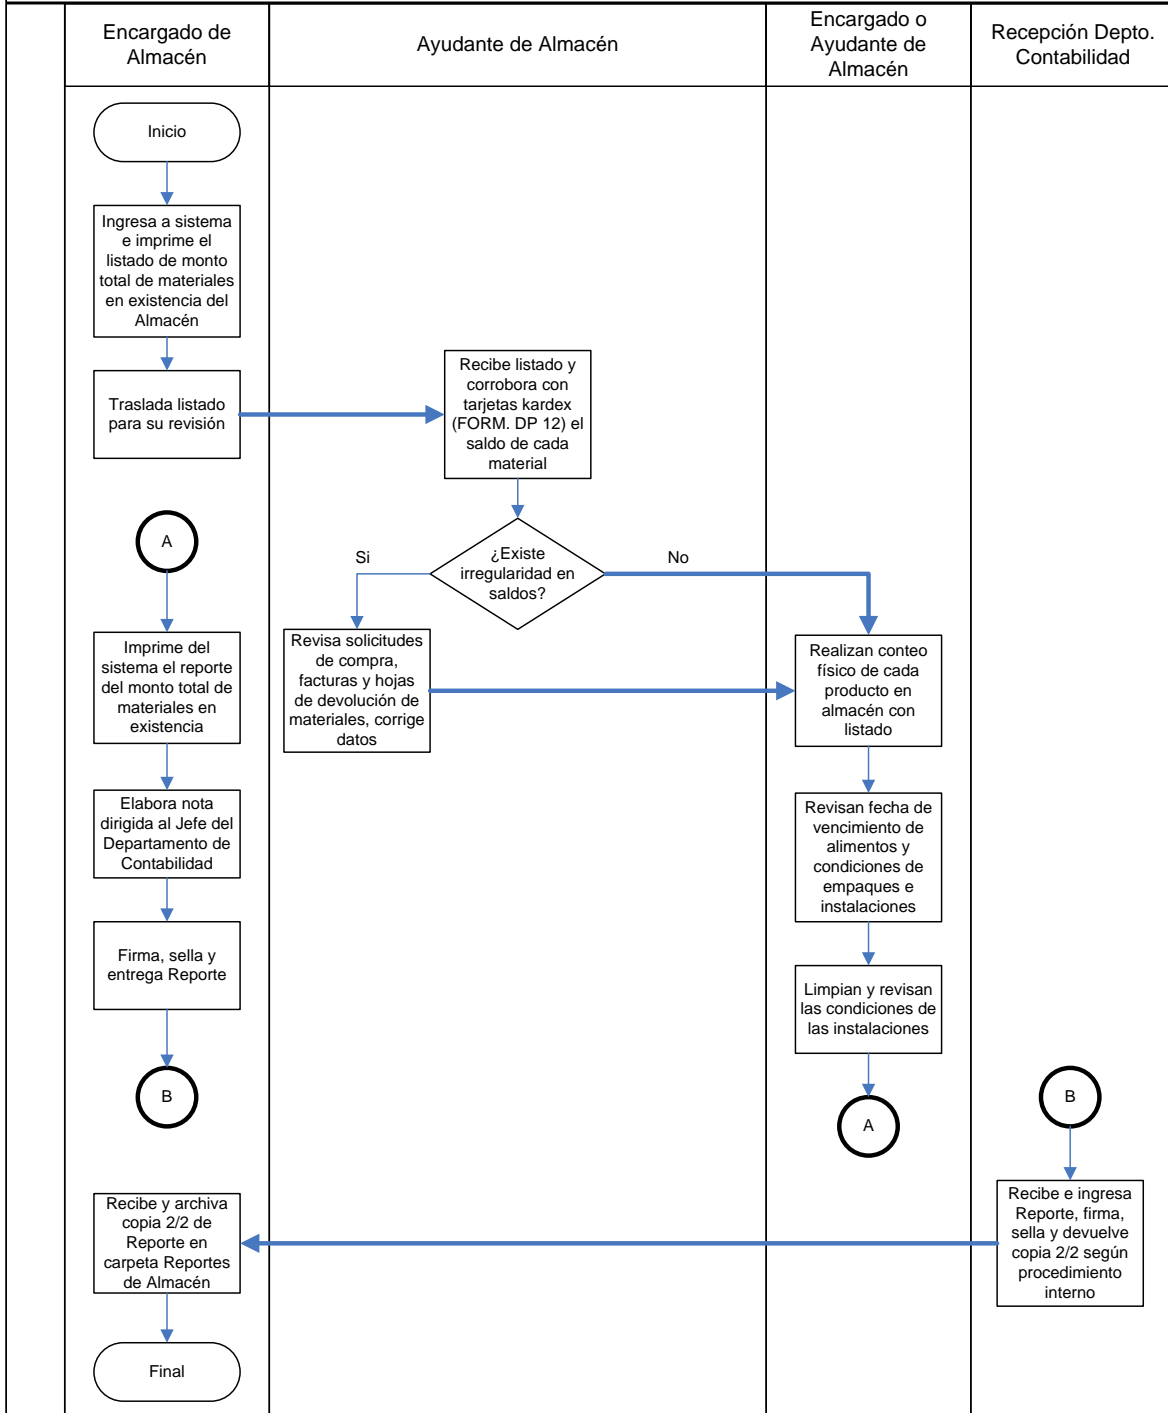 Encargado de
Almacén
Ayudante de Almacén
Encargado o
Ayudante de
Almacén
Recepción Depto.
Contabilidad
Inicio
Ingresa a sistema
e imprime el
listado de monto
total de materiales
en existencia del
Almacén
Traslada listado
para su revisión
Recibe listado y
corrobora con
tarjetas kardex
(FORM. DP 12) el
saldo de cada
material
¿Existe
irregularidad en
saldos?
Si
No
Revisa solicitudes
de compra,
facturas y hojas
de devolución de
materiales, corrige
datos
Realizan conteo
físico de cada
producto en
almacén con
listado
Revisan fecha de
vencimiento de
alimentos y
condiciones de
empaques e
instalaciones
Limpian y revisan
las condiciones de
las instalaciones
A
A
Imprime del
sistema el reporte
del monto total de
materiales en
existencia
Elabora nota
dirigida al Jefe del
Departamento de
Contabilidad
Firma, sella y
entrega Reporte
B
B
Recibe e ingresa
Reporte, firma,
sella y devuelve
copia 2/2 según
procedimiento
interno
Recibe y archiva
copia 2/2 de
Reporte en
carpeta Reportes
de Almacén
Final